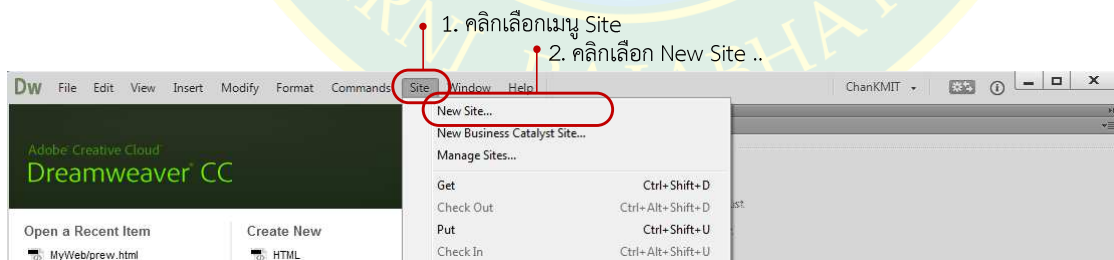 RAJABHA
1. คลิกเลือกเมนู Site
2. คลิกเลือก New Site ..
Dw File Edit View Insert Modify Format Commands Site Window Help ChanKMIT
New Site...
New Business Catalyst Site...
Manage Sites...
Adobe Creative Cloud
Dreamweaver CC
Get Ctrl+Shift+D
Check Out Ctrl+Alt+Shift+D
Put Ctrl+Shift+U
Check In Ctrl+Alt+Shift+U
Open a Recent Item Create New
MyWeb/prew.html HTML